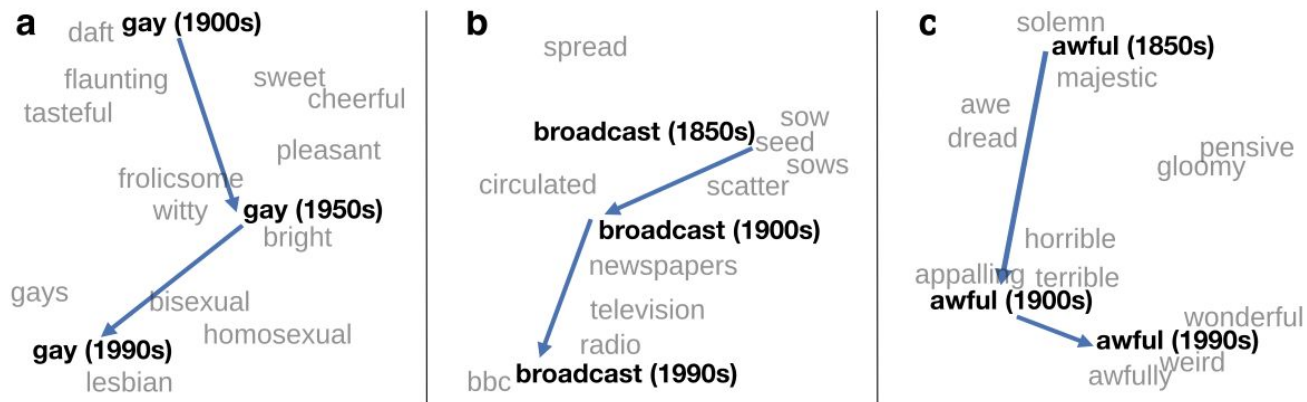 a
daft gay (1900s)
flaunting
sweet
tasteful
cheerful
pleasant
frolicsome
witty
gay (1950s)
bright
gays
bisexual
homosexual
gay (1990s)
lesbian
b
spread
broadcast (1850s)
sow
seed
sows
circulated
scatter
broadcast (1900s)
newspapers
television
radio
bbc broadcast (1990s)
c
solemn
awful (1850s)
majestic
awe
dread
pensive
gloomy
horrible
appalling terrible
awful (1900s)
wonderful
awful (1990s)
weird
awfully